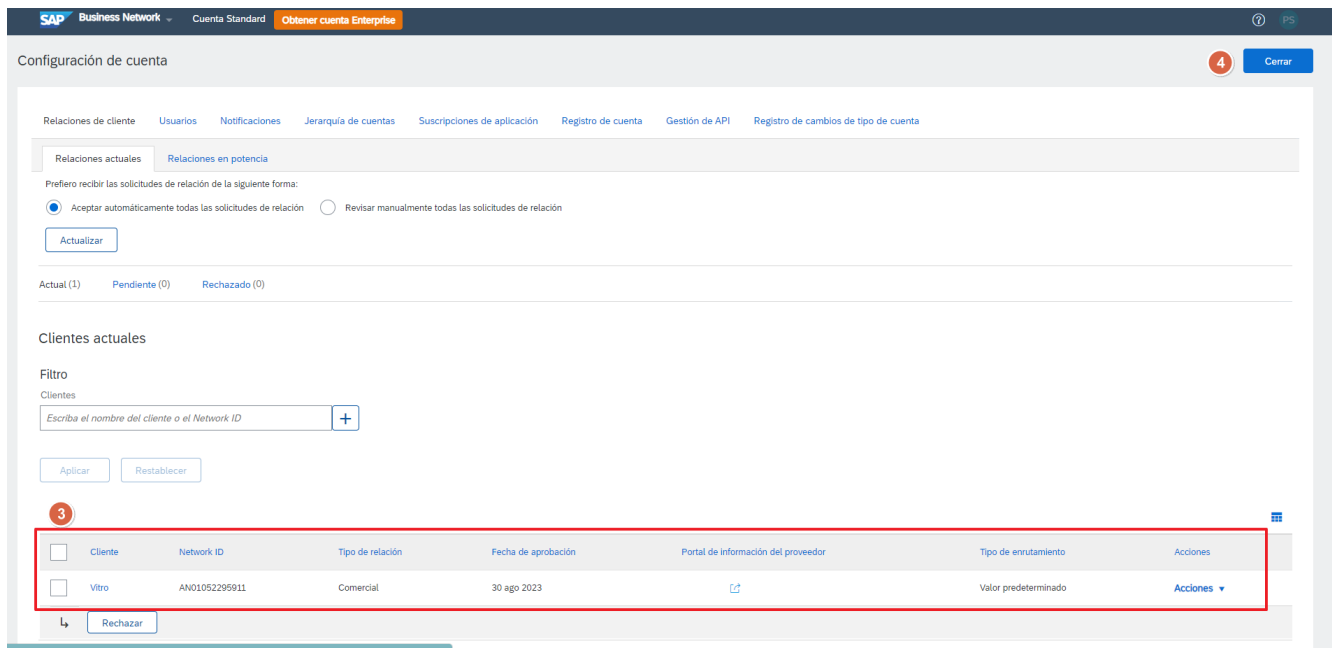 SAP Business Network Cuenta Standard Obtener cuenta Enterprise ? PS
Configuración de cuenta 4 Cerrar
Relaciones de cliente Usuarios Notificaciones Jerarquía de cuentas Suscripciones de aplicación Registro de cuenta Gestión de API Registro de cambios de tipo de cuenta
Relaciones actuales Relaciones en potencia
Prefiero recibir las solicitudes de relación de la siguiente forma:
Aceptar automáticamente todas las solicitudes de relación Revisar manualmente todas las solicitudes de relación
Actualizar
Actual (1) Pendiente (0) Rechazado (0)
Clientes actuales
Filtro
Clientes
Escriba el nombre del cliente o el Network ID +
Aplicar Restablecer
3
Cliente Network ID Tipo de relación Fecha de aprobación Portal de información del proveedor Tipo de enrutamiento Acciones
Vitro AN01052295911 Comercial 30 ago 2023 Valor predeterminado Acciones
Rechazar